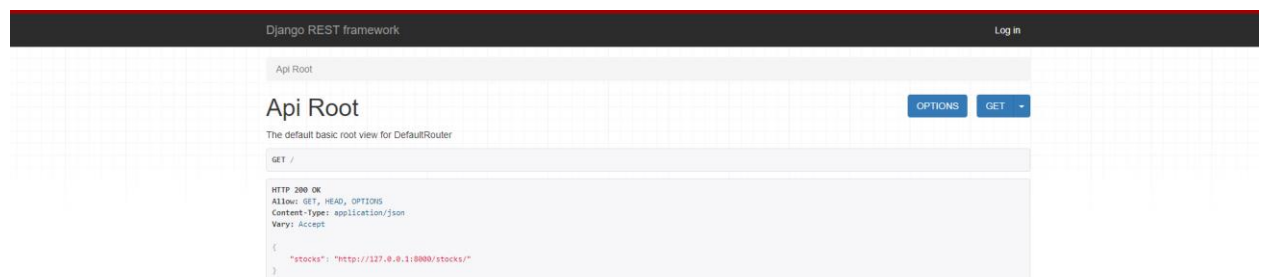 Django REST framework Log in
Api Root
Api Root OPTIONS GET
The default basic root view for DefaultRouter
GET /
HTTP 200 OK
Allow: GET, HEAD, OPTIONS
Content-Type: application/json
Vary: Accept
{
"stocks": "http://127.0.0.1:8000/stocks/"
}